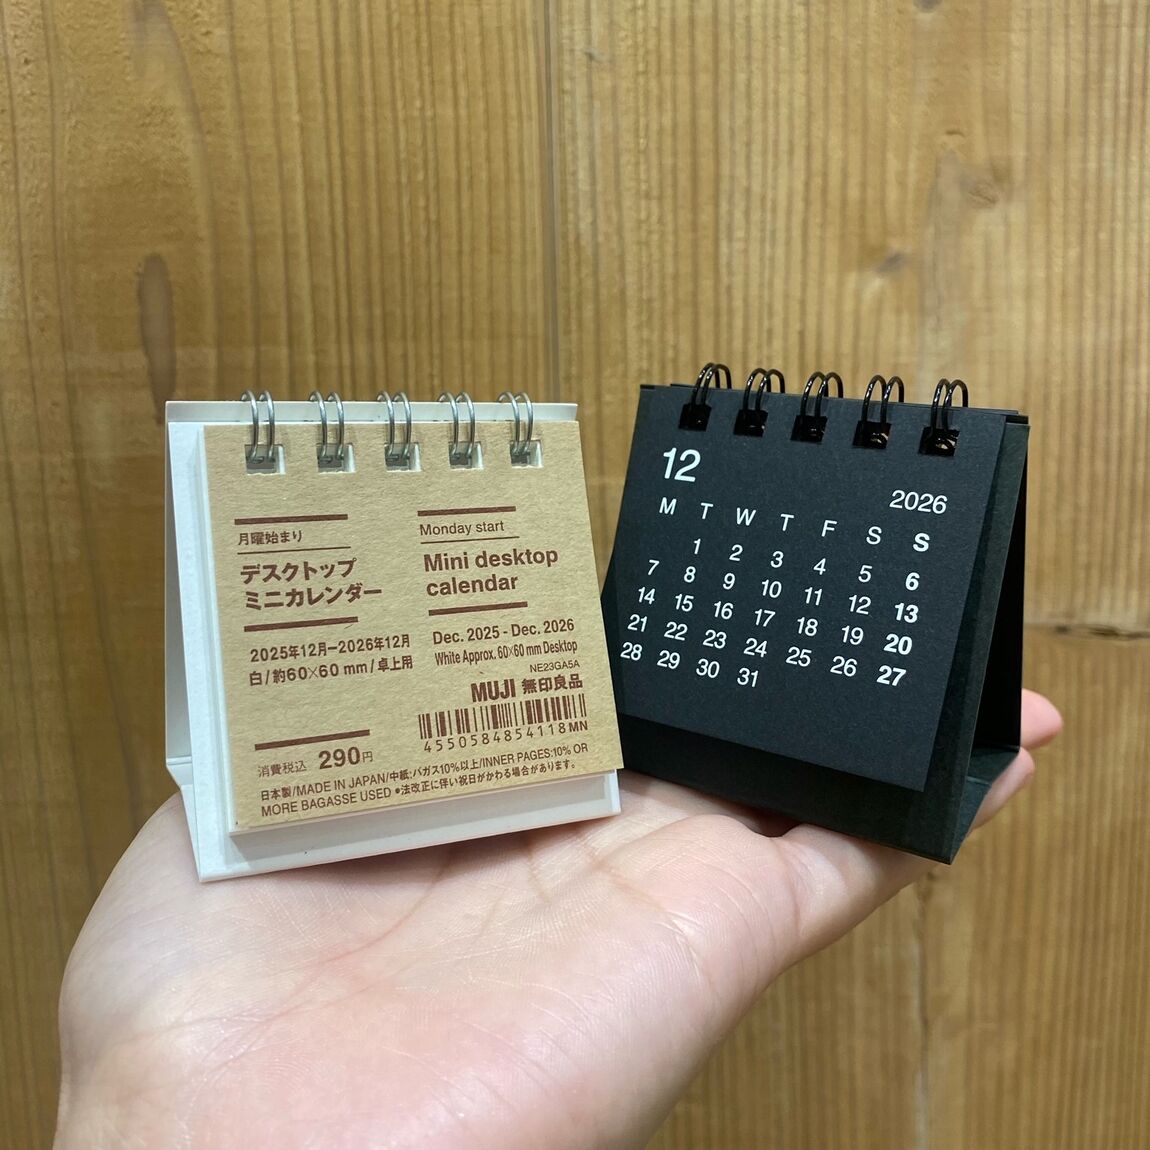 月曜始まり
デスクトップ
ミニカレンダー
2025年12月−2026年12月
白/約60×60 mm/卓上用
消費税込 290円
Monday start
Mini desktop
calendar
Dec. 2025 - Dec. 2026
White Approx. 60×60 mm Desktop
NE23GA5A
MUJI 無印良品
4550584854118MN
日本製/MADE IN JAPAN/中紙:バガス10%以上/INNER PAGES:10% OR
MORE BAGASSE USED ●法改正に伴い祝日がかわる場合があります。
12
2026
M T W T F S S
1 2 3 4 5 6
7 8 9 10 11 12 13
14 15 16 17 18 19 20
21 22 23 24 25 26 27
28 29 30 31